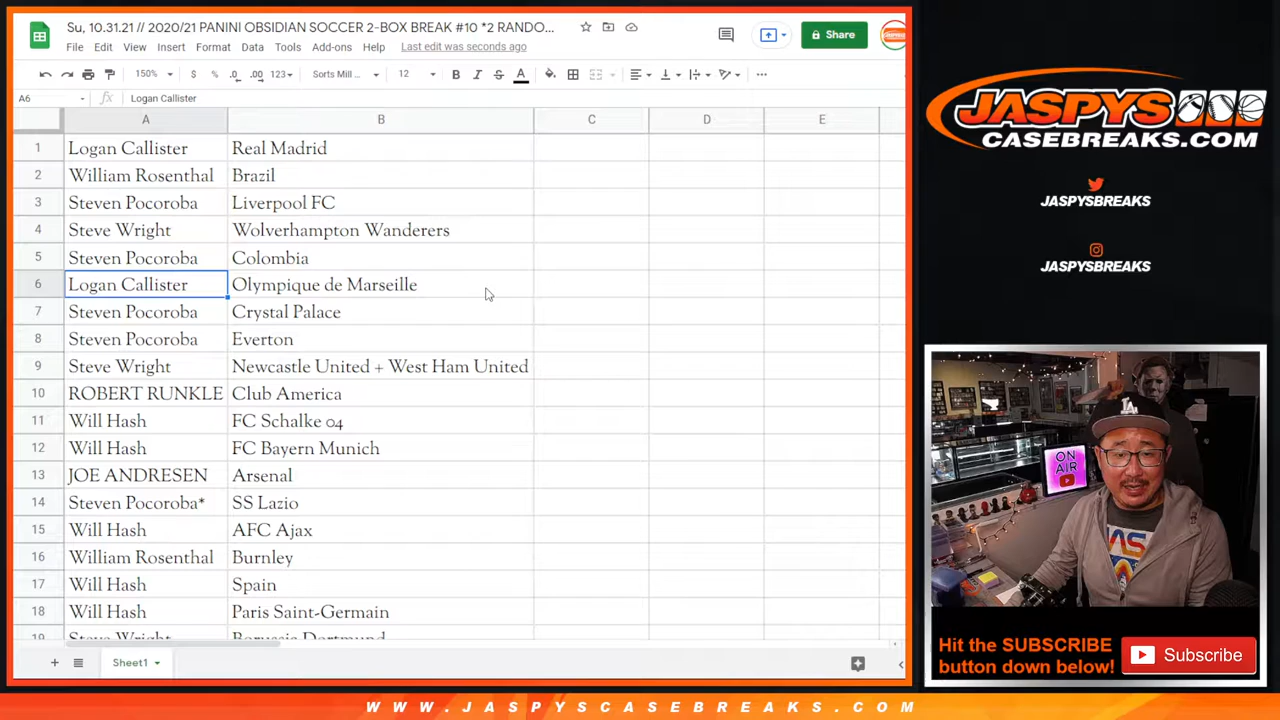 Su, 10.31.21 // 2020/21 PANINI OBSIDIAN SOCCER 2-BOX BREAK #10 *2 RANDO...
File Edit View Insert Format Data Tools Add-ons Help Last edit was seconds ago
Share
150% $ % .0 .00 123 Sorts Mill ... 12 B I S A
A6 fx Logan Callister
A B C D E
1 Logan Callister Real Madrid
2 William Rosenthal Brazil
3 Steven Pocoroba Liverpool FC
4 Steve Wright Wolverhampton Wanderers
5 Steven Pocoroba Colombia
6 Logan Callister Olympique de Marseille
7 Steven Pocoroba Crystal Palace
8 Steven Pocoroba Everton
9 Steve Wright Newcastle United + West Ham United
10 ROBERT RUNKLE Club America
11 Will Hash FC Schalke 04
12 Will Hash FC Bayern Munich
13 JOE ANDRESEN Arsenal
14 Steven Pocoroba* SS Lazio
15 Will Hash AFC Ajax
16 William Rosenthal Burnley
17 Will Hash Spain
18 Will Hash Paris Saint-Germain
19 Steve Wright Borussia Dortmund
Sheet1
JASPYS
CASEBREAKS.COM
JASPYSBREAKS
JASPYSBREAKS
ON
AIR
LA
Hit the SUBSCRIBE
button down below!
Subscribe
WWW.JASPYSCASEBREAKS.COM